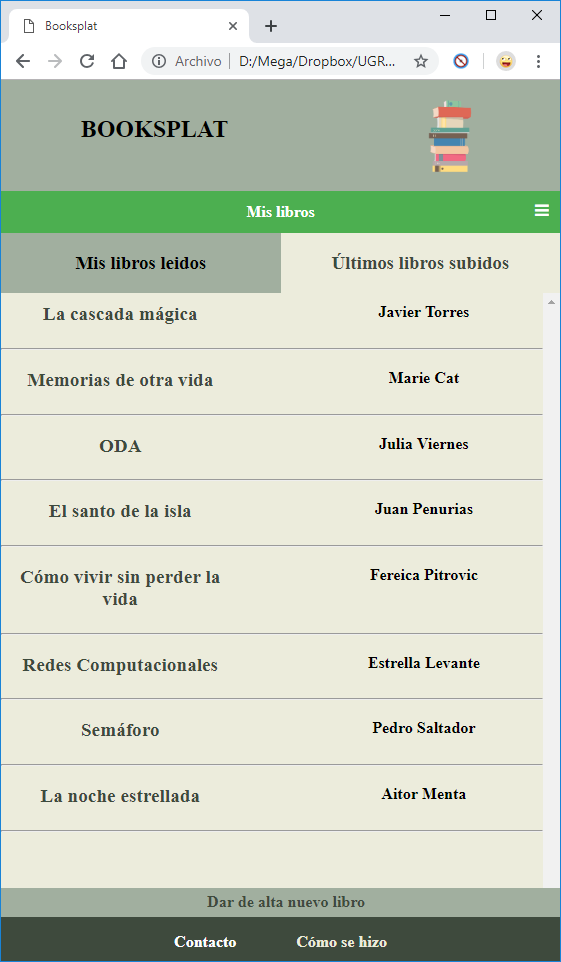 Booksplat
Archivo D:/Mega/Dropbox/UGR...
BOOKSPLAT
Mis libros
Mis libros leidos Últimos libros subidos
La cascada mágica Javier Torres
Memorias de otra vida Marie Cat
ODA Julia Viernes
El santo de la isla Juan Penurias
Cómo vivir sin perder la Fereica Pitrovic
vida
Redes Computacionales Estrella Levante
Semáforo Pedro Saltador
La noche estrellada Aitor Menta
Dar de alta nuevo libro
Contacto Cómo se hizo